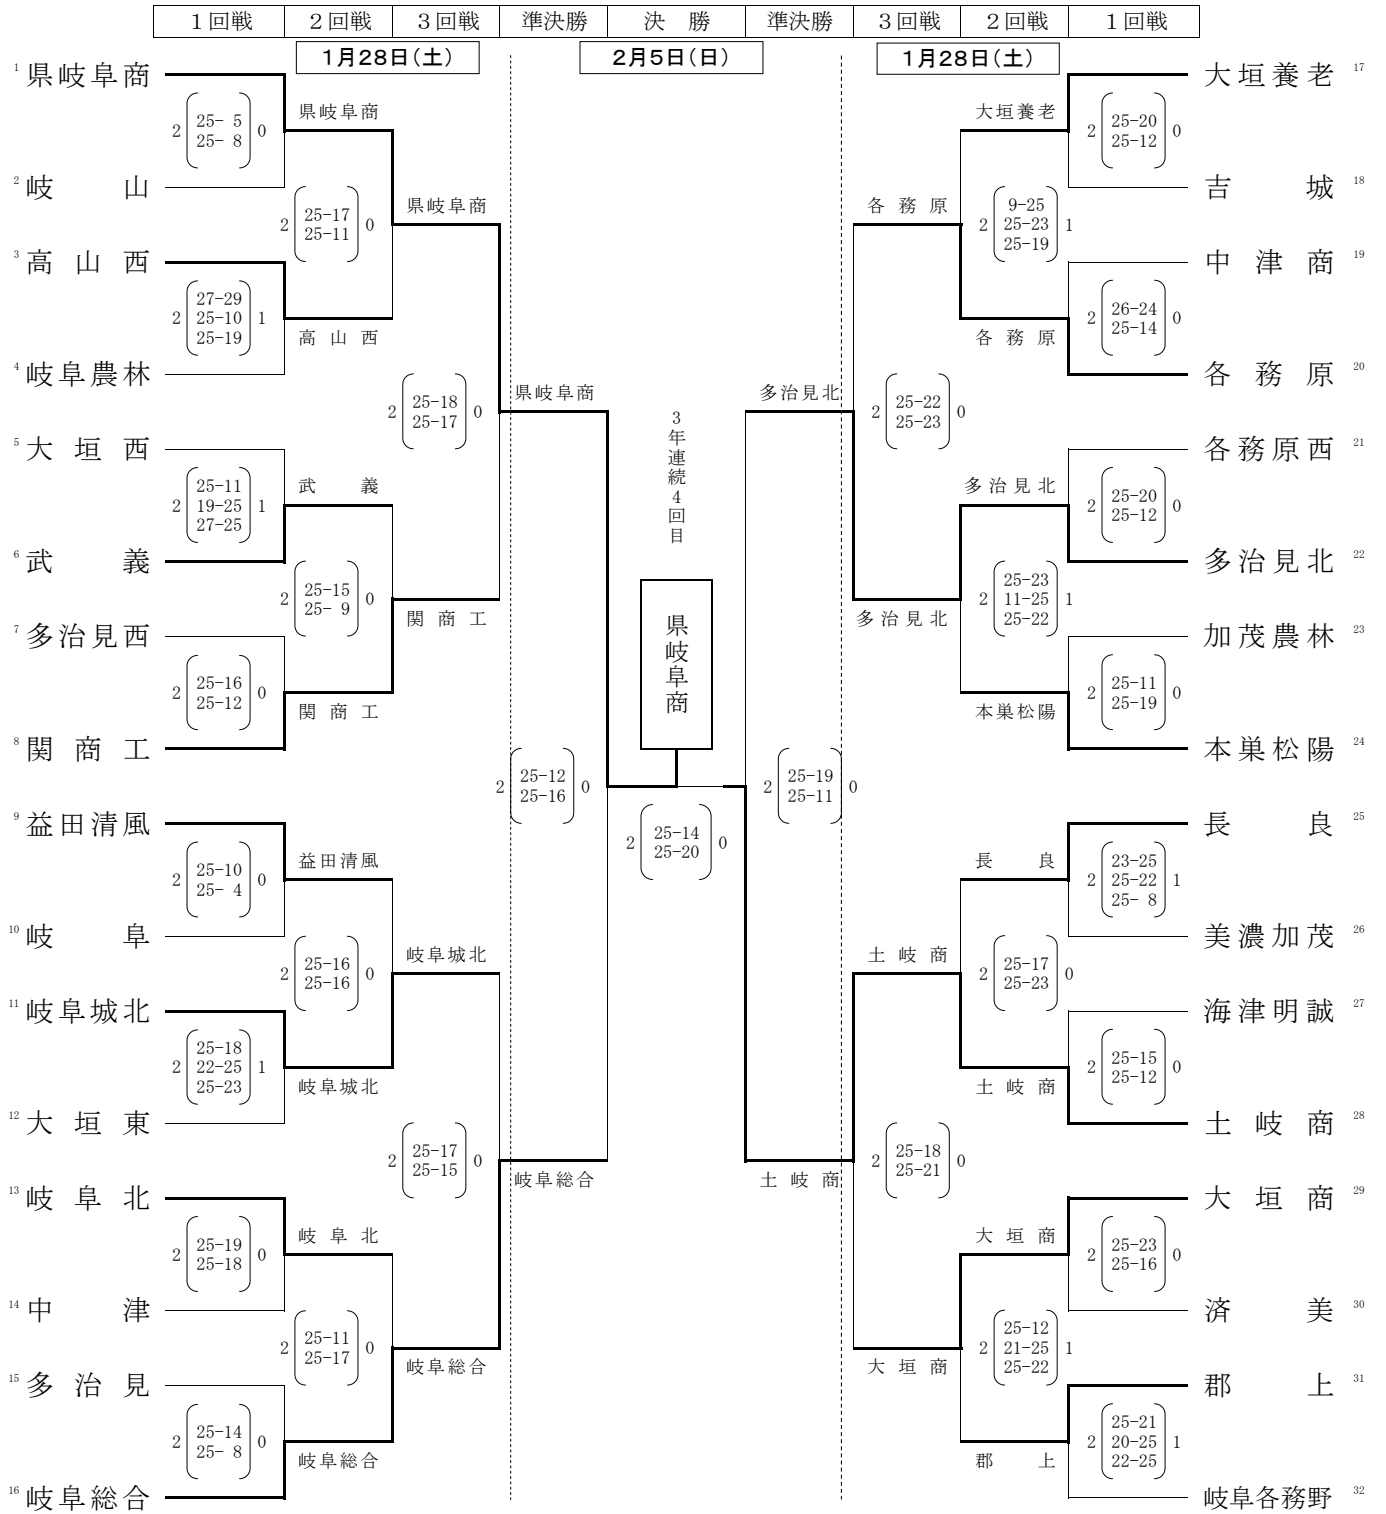 1回戦 2回戦 3回戦 準決勝 決勝 準決勝 3回戦 2回戦 1回戦
1月28日(土) 2月5日(日) 1月28日(土)
1 県岐阜商
2 ( 25- 5 25- 8 ) 0
2 岐山
3 高山西
2 ( 27-29 25-10 25-19 ) 1
4 岐阜農林
5 大垣西
2 ( 25-11 19-25 27-25 ) 1
6 武義
7 多治見西
2 ( 25-16 25-12 ) 0
8 関商工
9 益田清風
2 ( 25-10 25- 4 ) 0
10 岐阜
11 岐阜城北
2 ( 25-18 22-25 25-23 ) 1
12 大垣東
13 岐阜北
2 ( 25-19 25-18 ) 0
14 中津
15 多治見
2 ( 25-14 25- 8 ) 0
16 岐阜総合
県岐阜商
2 ( 25-17 25-11 ) 0
高山西
武義
2 ( 25-15 25- 9 ) 0
関商工
益田清風
2 ( 25-16 25-16 ) 0
岐阜城北
岐阜北
2 ( 25-11 25-17 ) 0
岐阜総合
県岐阜商
2 ( 25-18 25-17 ) 0
関商工
岐阜城北
2 ( 25-17 25-15 ) 0
岐阜総合
県岐阜商
2 ( 25-12 25-16 ) 0
岐阜総合
3年連続4回目
県岐阜商
2 ( 25-14 25-20 ) 0
多治見北
2 ( 25-19 25-11 ) 0
土岐商
各務原
2 ( 25-22 25-23 ) 0
多治見北
土岐商
2 ( 25-18 25-21 ) 0
大垣商
大垣養老
2 ( 9-25 25-23 25-19 ) 1
各務原
多治見北
2 ( 25-23 11-25 25-22 ) 1
本巣松陽
長良
2 ( 25-17 25-23 ) 0
土岐商
大垣商
2 ( 25-12 21-25 25-22 ) 1
郡上
大垣養老 17
2 ( 25-20 25-12 ) 0
吉城 18
中津商 19
2 ( 26-24 25-14 ) 0
各務原 20
各務原西 21
2 ( 25-20 25-12 ) 0
多治見北 22
加茂農林 23
2 ( 25-11 25-19 ) 0
本巣松陽 24
長良 25
2 ( 23-25 25-22 25- 8 ) 1
美濃加茂 26
海津明誠 27
2 ( 25-15 25-12 ) 0
土岐商 28
大垣商 29
2 ( 25-23 25-16 ) 0
済美 30
郡上 31
2 ( 25-21 20-25 22-25 ) 1
岐阜各務野 32